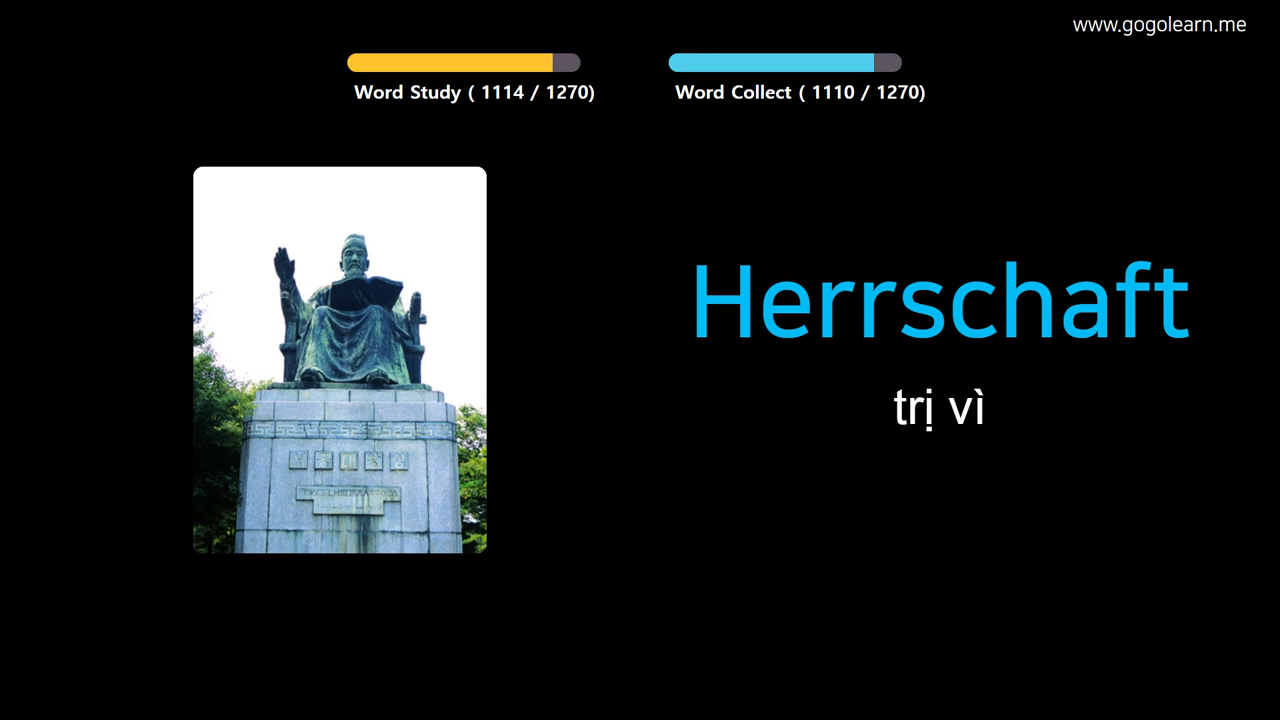 www.gogolearn.me
Word Study ( 1114 / 1270)
Word Collect ( 1110 / 1270)
Herrschaft
trị vì